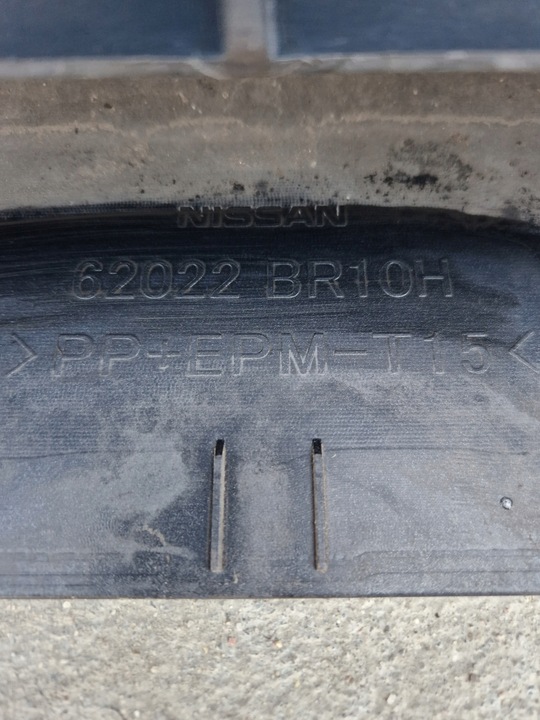 NISSAN
62022 BR10H
>PP+EPM-T15<